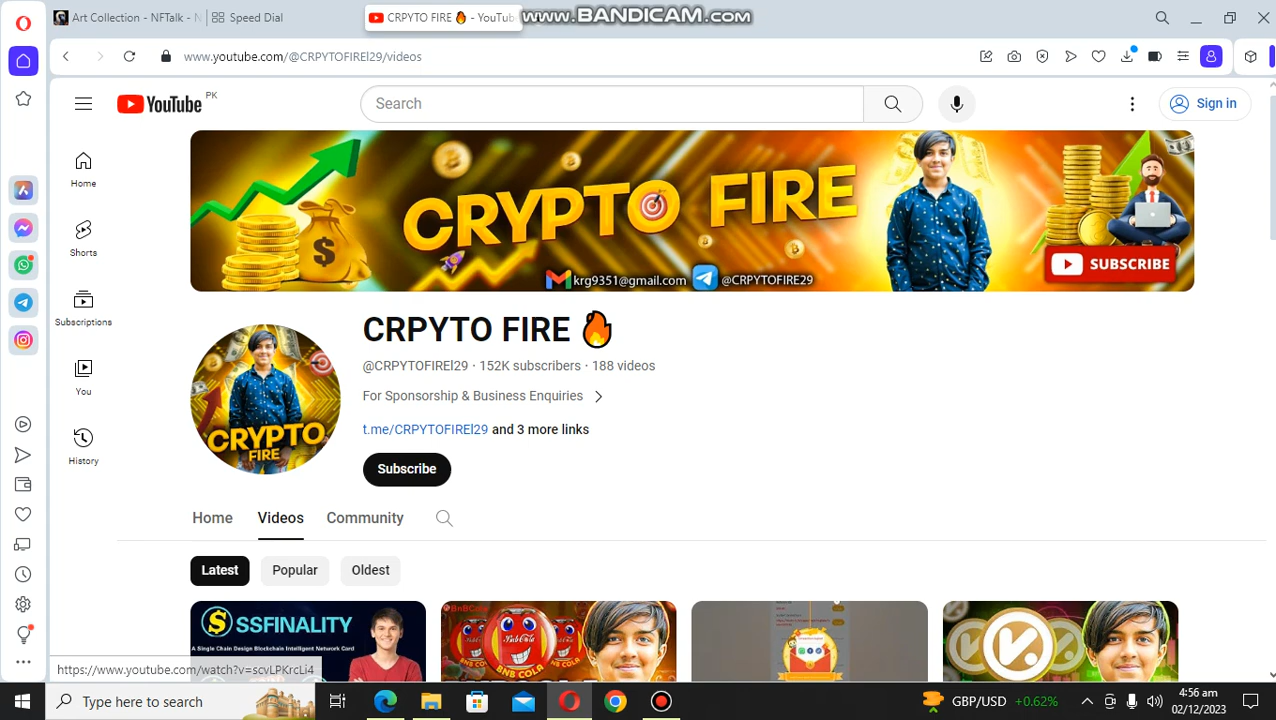 Art Collection - NFTalk - N
Speed Dial
CRPYTO FIRE 🔥 - YouTub
www.BANDICAM.com
www.youtube.com/@CRPYTOFIREl29/videos
YouTube PK
Search
Sign in
CRYPTO FIRE
$
SUBSCRIBE
krg9351@gmail.com @CRPYTOFIRE29
Home
Shorts
Subscriptions
You
History
CRYPTO
FIRE
CRPYTO FIRE 🔥
@CRPYTOFIREl29 · 152K subscribers · 188 videos
For Sponsorship & Business Enquiries
t.me/CRPYTOFIREl29 and 3 more links
Subscribe
Home Videos Community
Latest Popular Oldest
SSFINALITY
A Single Chain Design Blockchain Intelligent Network Card
BnBCola
BnB-Cola
BNB COLA
https://www.youtube.com/watch?v=scvLPKrcLi4
Type here to search
GBP/USD +0.62%
4:56 am
02/12/2023